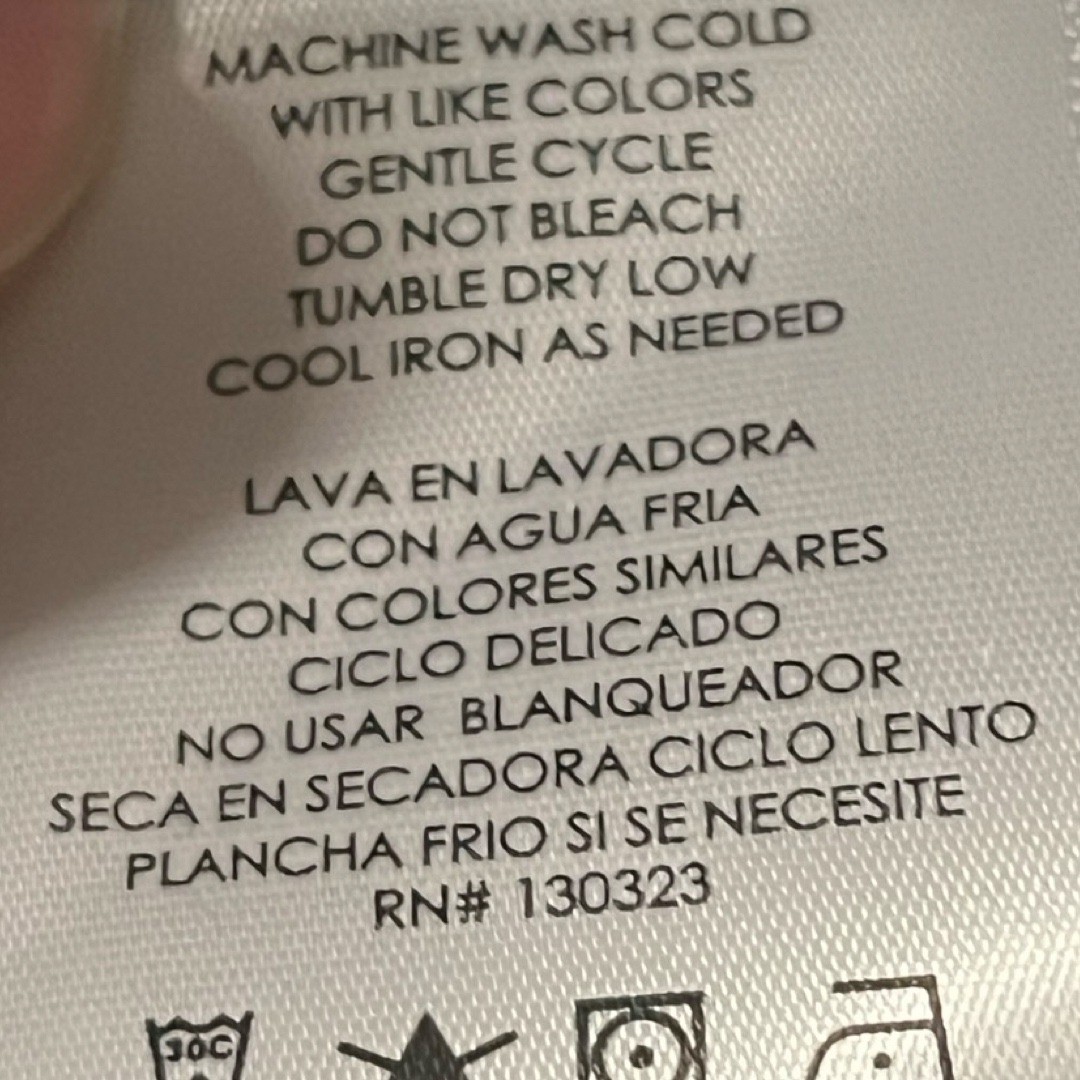 MACHINE WASH COLD
WITH LIKE COLORS
GENTLE CYCLE
DO NOT BLEACH
TUMBLE DRY LOW
COOL IRON AS NEEDED
LAVA EN LAVADORA
CON AGUA FRIA
CON COLORES SIMILARES
CICLO DELICADO
NO USAR BLANQUEADOR
SECA EN SECADORA CICLO LENTO
PLANCHA FRIO SI SE NECESITE
RN# 130323
30C